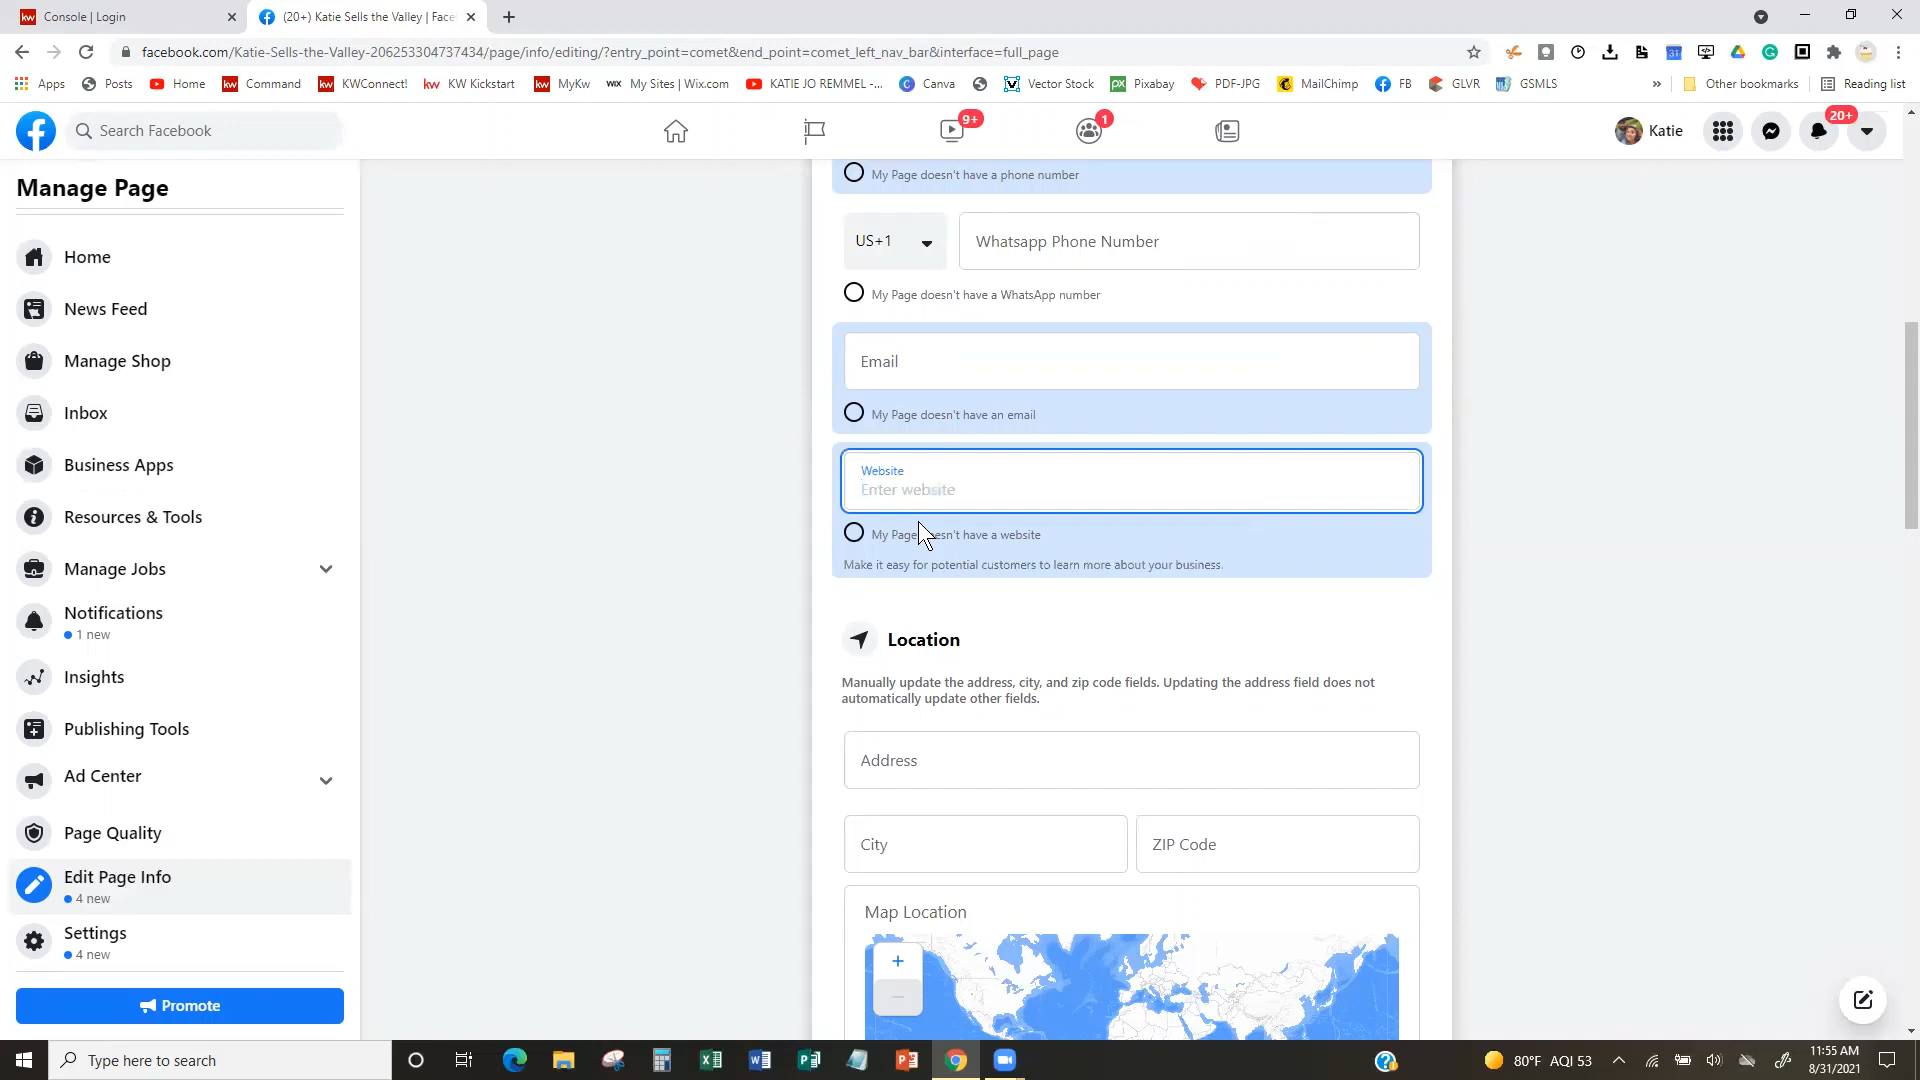 Console | Login
(20+) Katie Sells the Valley | Face
facebook.com/Katie-Sells-the-Valley-206253304737434/page/info/editing/?entry_point=comet&end_point=comet_left_nav_bar&interface=full_page
Apps Posts Home Command KWConnect! KW Kickstart MyKw My Sites | Wix.com KATIE JO REMMEL -... Canva Vector Stock Pixabay PDF-JPG MailChimp FB GLVR GSMLS » Other bookmarks Reading list
Search Facebook
9+
1
Katie
20+
Manage Page
Home
News Feed
Manage Shop
Inbox
Business Apps
Resources & Tools
Manage Jobs
Notifications
1 new
Insights
Publishing Tools
Ad Center
Page Quality
Edit Page Info
4 new
Settings
4 new
Promote
My Page doesn't have a phone number
US+1
Whatsapp Phone Number
My Page doesn't have a WhatsApp number
Email
My Page doesn't have an email
Website
Enter website
My Page doesn't have a website
Make it easy for potential customers to learn more about your business.
Location
Manually update the address, city, and zip code fields. Updating the address field does not
automatically update other fields.
Address
City
ZIP Code
Map Location
+
−
Type here to search
80°F AQI 53
11:55 AM
8/31/2021